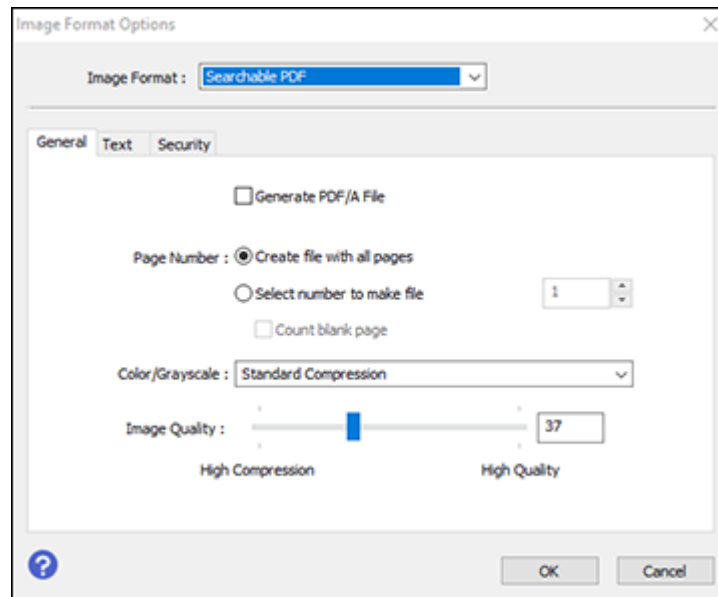 Image Format Options
Image Format : Searchable PDF
General Text Security
Generate PDF/A File
Page Number : Create file with all pages
Select number to make file 1
Count blank page
Color/Grayscale : Standard Compression
Image Quality : 37
High Compression High Quality
? OK Cancel